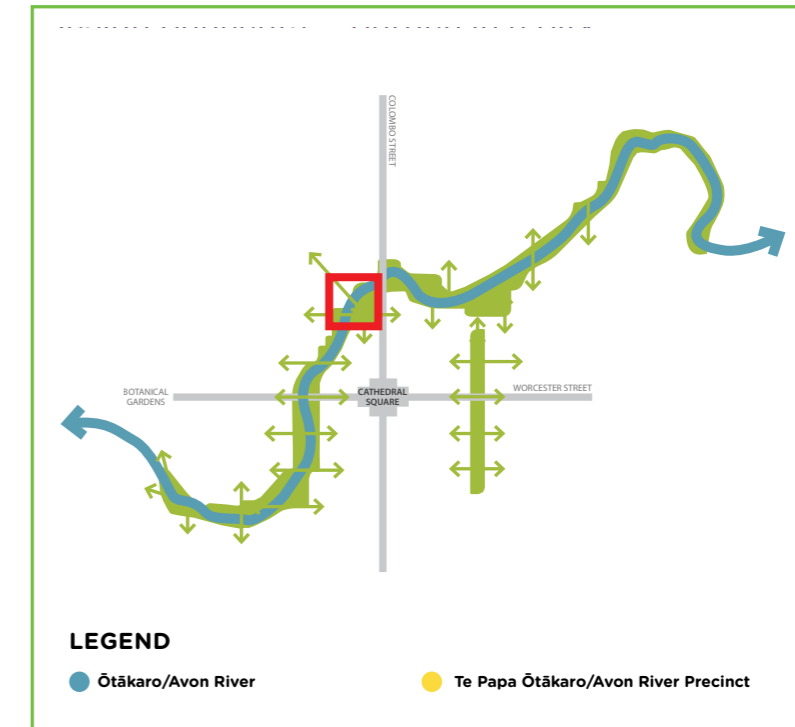 COLOMBO STREET
BOTANICAL
GARDENS
CATHEDRAL
SQUARE
WORCESTER STREET
LEGEND
Ōtākaro/Avon River
Te Papa Ōtākaro/Avon River Precinct